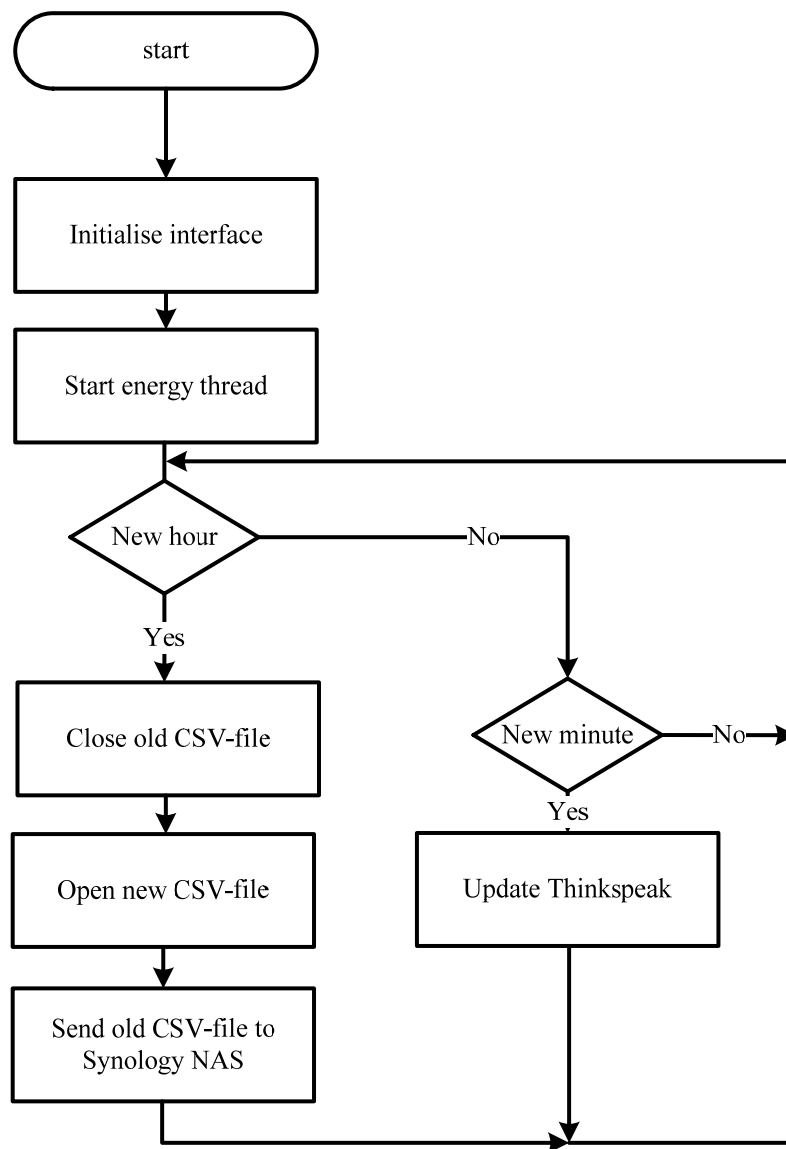 start
Initialise interface
Start energy thread
New hour
No
Yes
Close old CSV-file
New minute
No
Yes
Open new CSV-file
Update Thinkspeak
Send old CSV-file to
Synology NAS